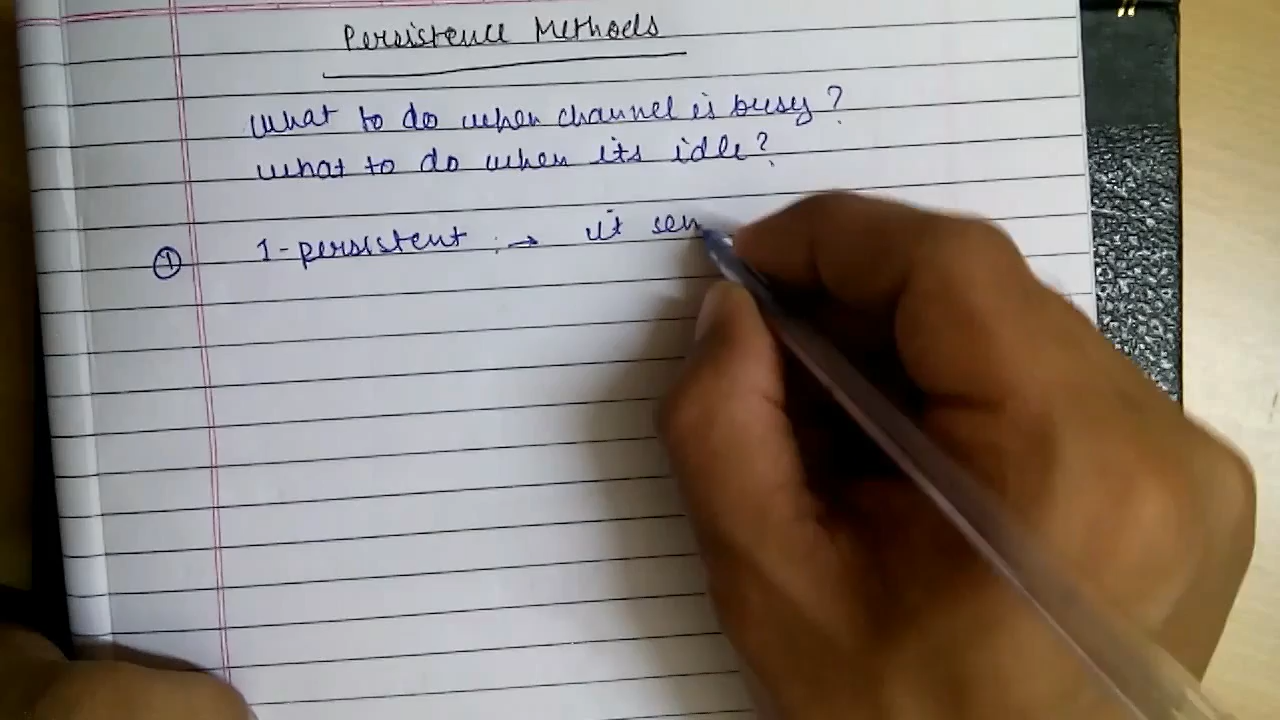 Persistence Methods
What to do when channel is busy?
What to do when its idle?
① 1-persistent :→ it sen